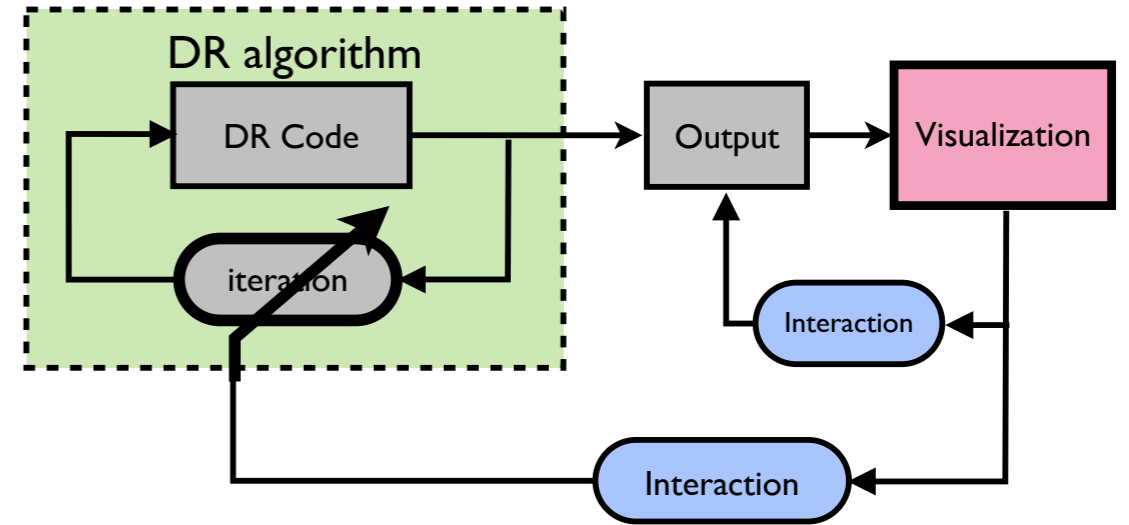 DR algorithm
DR Code
Output
Visualization
iteration
Interaction
Interaction